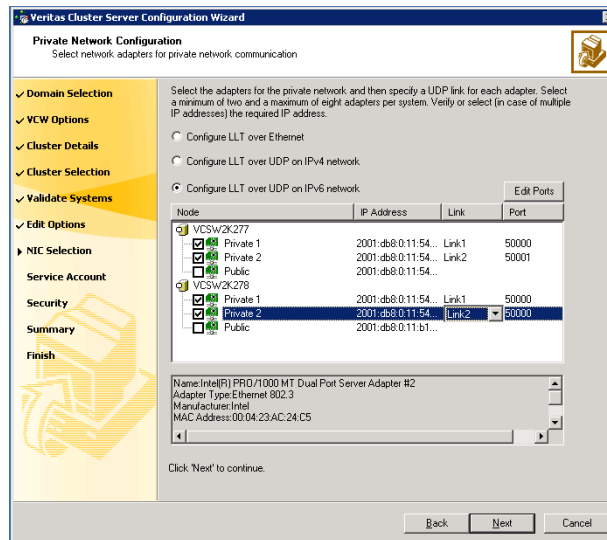 Veritas Cluster Server Configuration Wizard
Private Network Configuration
Select network adapters for private network communication
Domain Selection
VCW Options
Cluster Details
Cluster Selection
Validate Systems
Edit Options
NIC Selection
Service Account
Security
Summary
Finish
Select the adapters for the private network and then specify a UDP link for each adapter. Select
a minimum of two and a maximum of eight adapters per system. Verify or select (in case of multiple
IP addresses) the required IP address.
Configure LLT over Ethernet
Configure LLT over UDP on IPv4 network
Configure LLT over UDP on IPv6 network
Edit Ports
Node IP Address Link Port
VCSW2K277
Private 1 2001:db8:0:11:54... Link1 50000
Private 2 2001:db8:0:11:54... Link2 50001
Public 2001:db8:0:11:54...
VCSW2K278
Private 1 2001:db8:0:11:54... Link1 50000
Private 2 2001:db8:0:11:54... Link2 50000
Public 2001:db8:0:11:b1...
Name:Intel(R) PRO/1000 MT Dual Port Server Adapter #2
Adapter Type:Ethernet 802.3
Manufacturer:Intel
MAC Address:00:04:23:AC:24:C5
Click 'Next' to continue.
Back Next Cancel